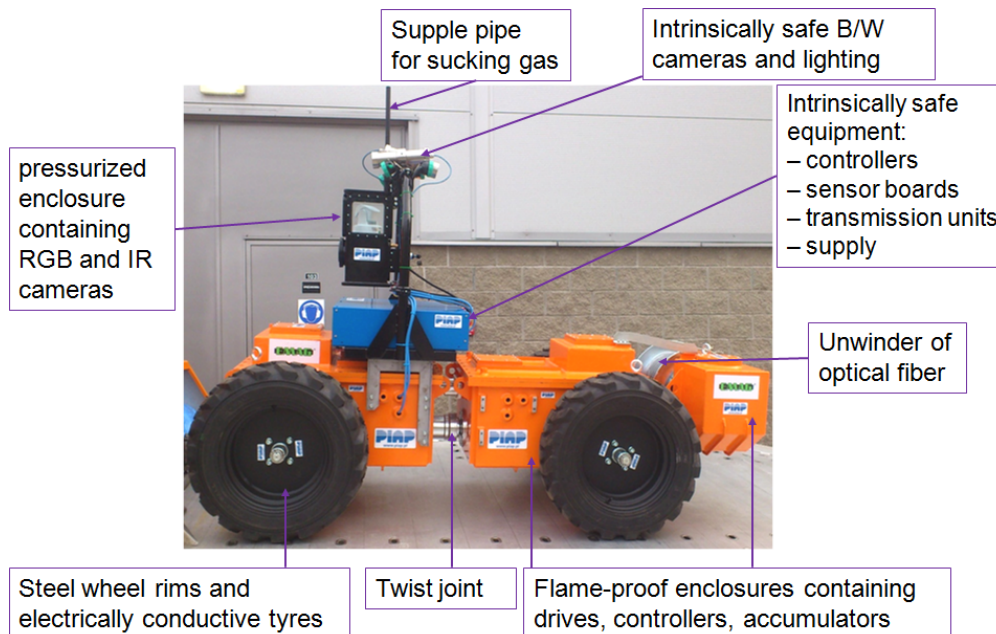 Supple pipe
for sucking gas
Intrinsically safe B/W
cameras and lighting
Intrinsically safe
equipment:
– controllers
– sensor boards
– transmission units
– supply
pressurized
enclosure
containing
RGB and IR
cameras
PIAP
PIAP
Unwinder of
optical fiber
PIAP
PIAP
PIAP
PIAP
Steel wheel rims and
electrically conductive tyres
Twist joint
Flame-proof enclosures containing
drives, controllers, accumulators